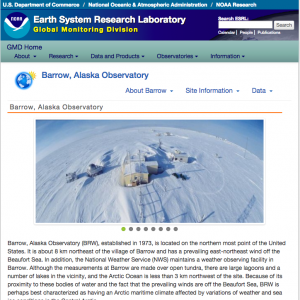 U.S. Department of Commerce / National Oceanic & Atmospheric Administration / NOAA Research
NOAA
Earth System Research Laboratory
Global Monitoring Division
Search ESRL:
Search
Calendar | People | Publications
GMD Home
About Research Data and Products Observatories Information
Barrow, Alaska Observatory
About Barrow Site Information Data
Barrow, Alaska Observatory
Barrow, Alaska Observatory (BRW), established in 1973, is located on the northern most point of the United
States. It is about 8 km northeast of the village of Barrow and has a prevailing east-northeast wind off the
Beaufort Sea. In addition, the National Weather Service (NWS) maintains a weather observing facility in
Barrow. Although the measurements at Barrow are made over open tundra, there are large lagoons and a
number of lakes in the vicinity, and the Arctic Ocean is less than 3 km northwest of the site. Because of its
proximity to these bodies of water and the fact that the prevailing winds are off the Beaufort Sea, BRW is
perhaps best characterized as having an Arctic maritime climate affected by variations of weather and sea